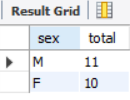 Result Grid
sex total
M 11
F 10